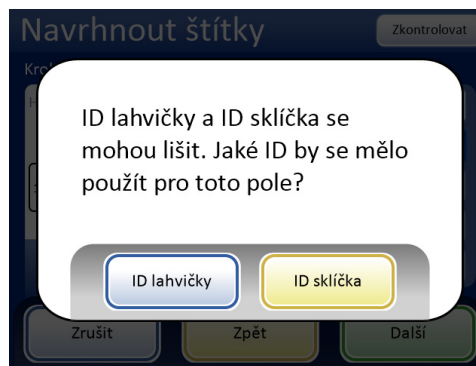 Navrhnout štítky
Zkontrolovat
ID lahvičky a ID sklíčka se
mohou lišit. Jaké ID by se mělo
použít pro toto pole?
ID lahvičky
ID sklíčka
Zrušit
Zpět
Další